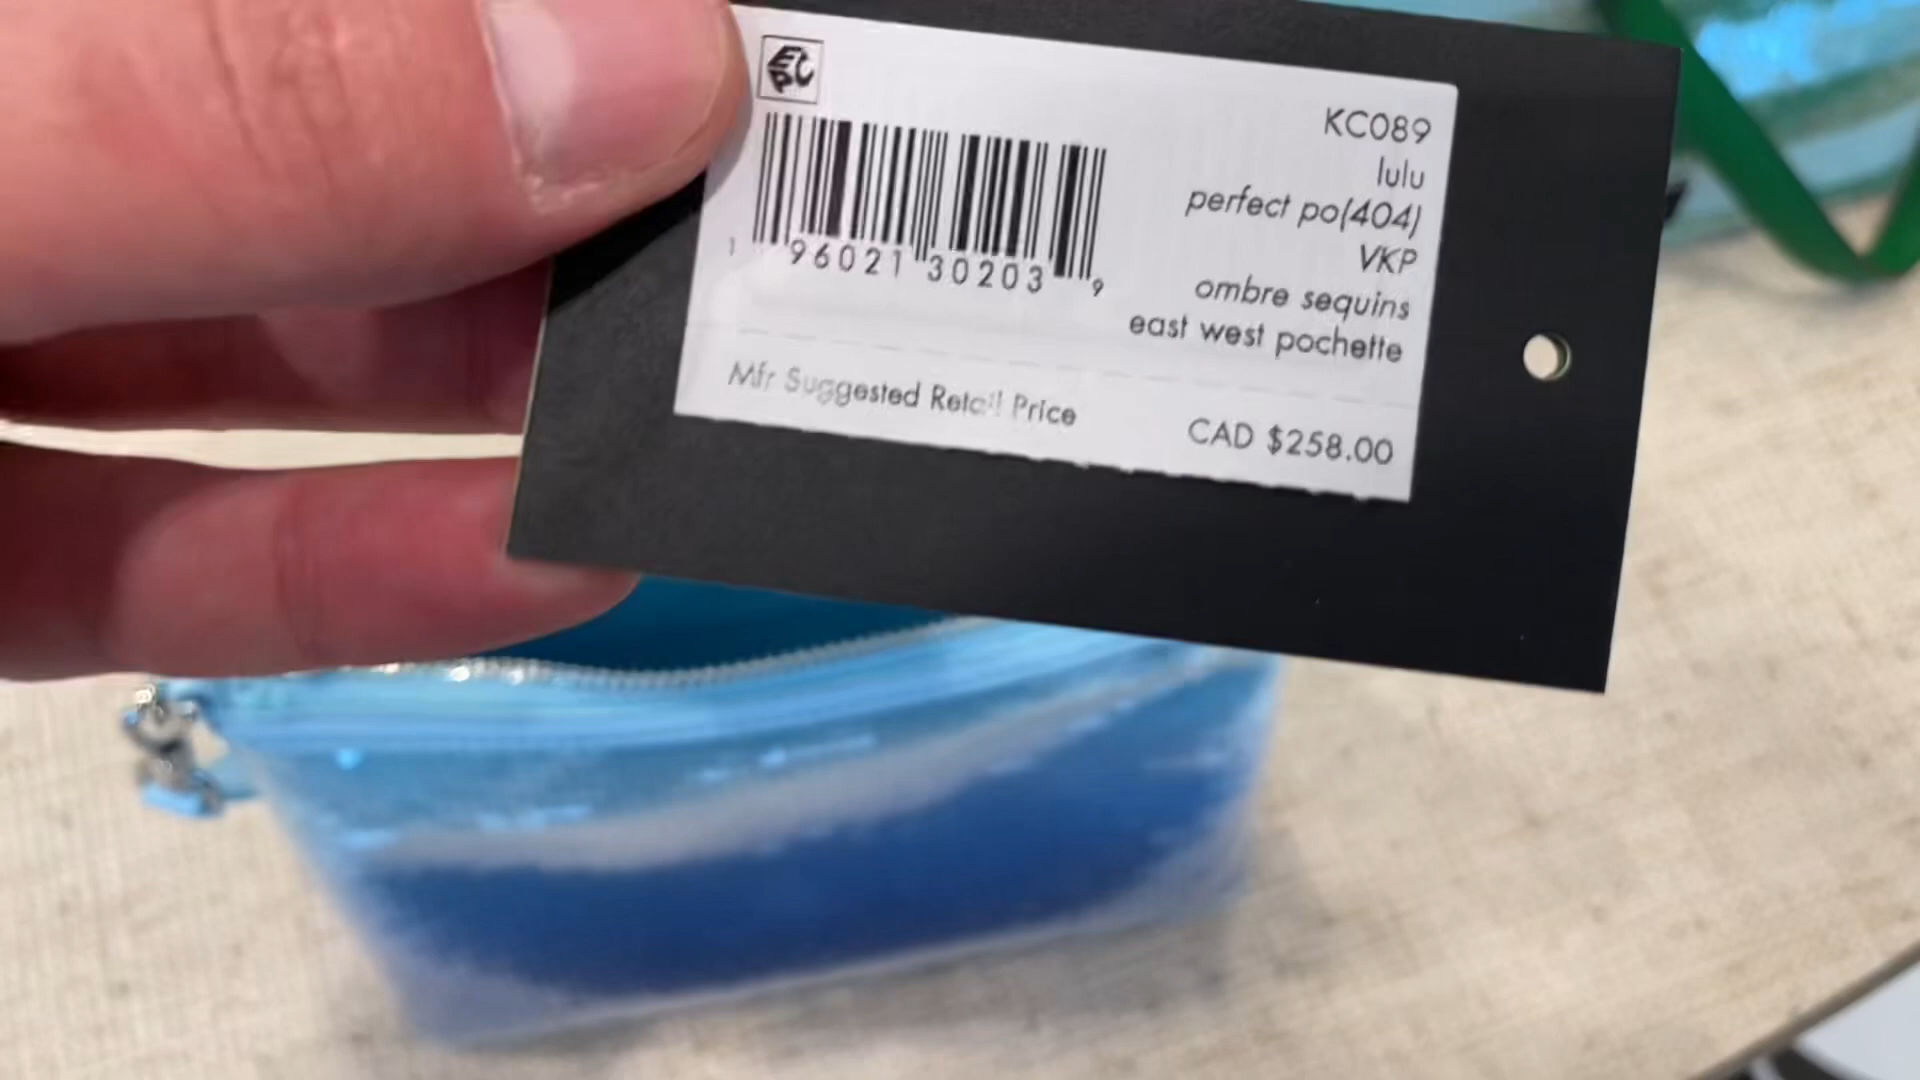 EPC
KC089
lulu
perfect po(404)
VKP
ombre sequins
east west pochette
1 96021 30203 9
Mfr Suggested Retail Price
CAD $258.00